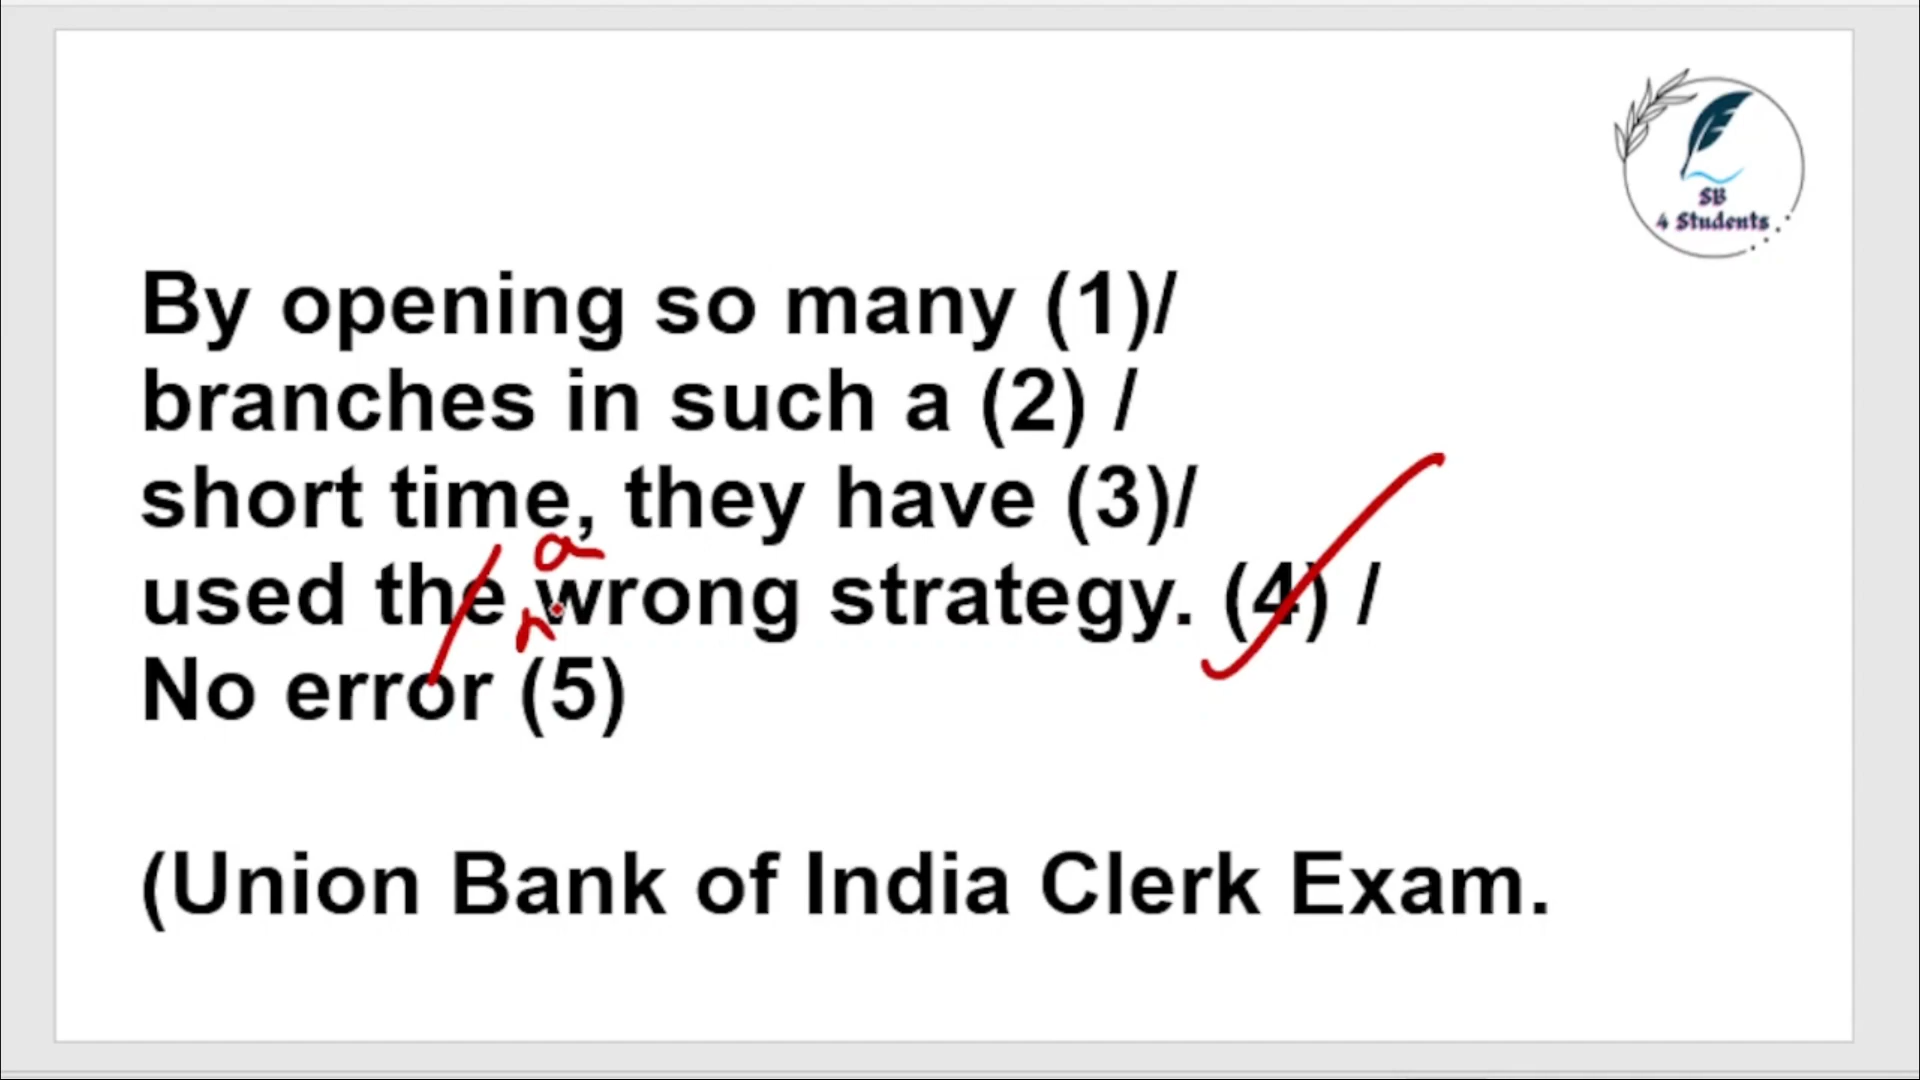 SB
4 Students
By opening so many (1)/
branches in such a (2) /
short time, they have (3)/
a
used the wrong strategy. (4) /
No error (5)
(Union Bank of India Clerk Exam.